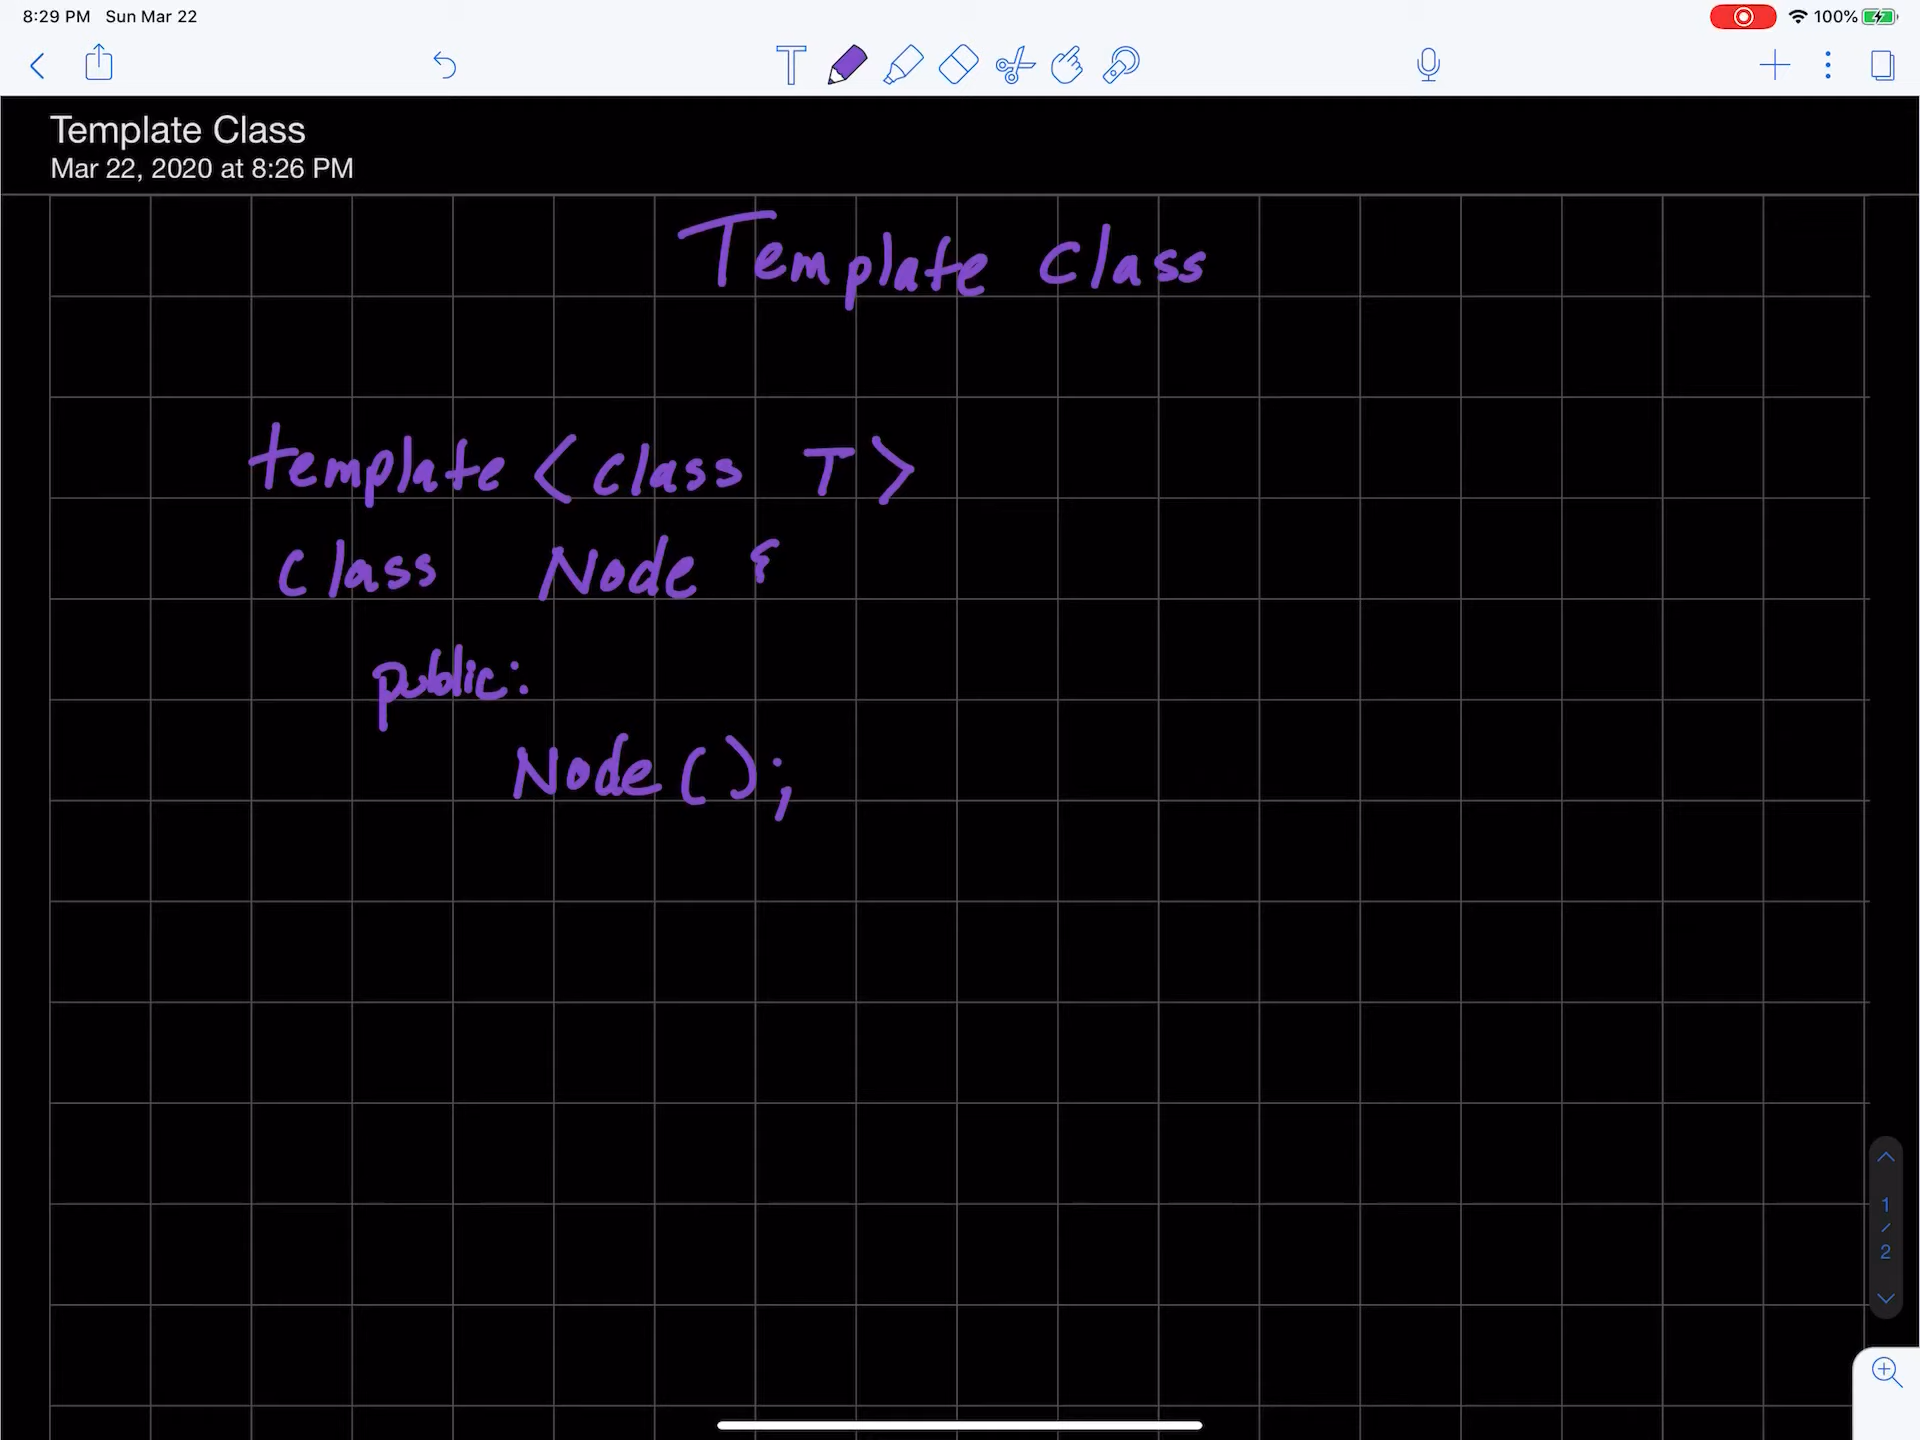 8:29 PM Sun Mar 22
100%
Template Class
Mar 22, 2020 at 8:26 PM
Template Class
template <class T>
class Node {
public:
Node();
1
/
2